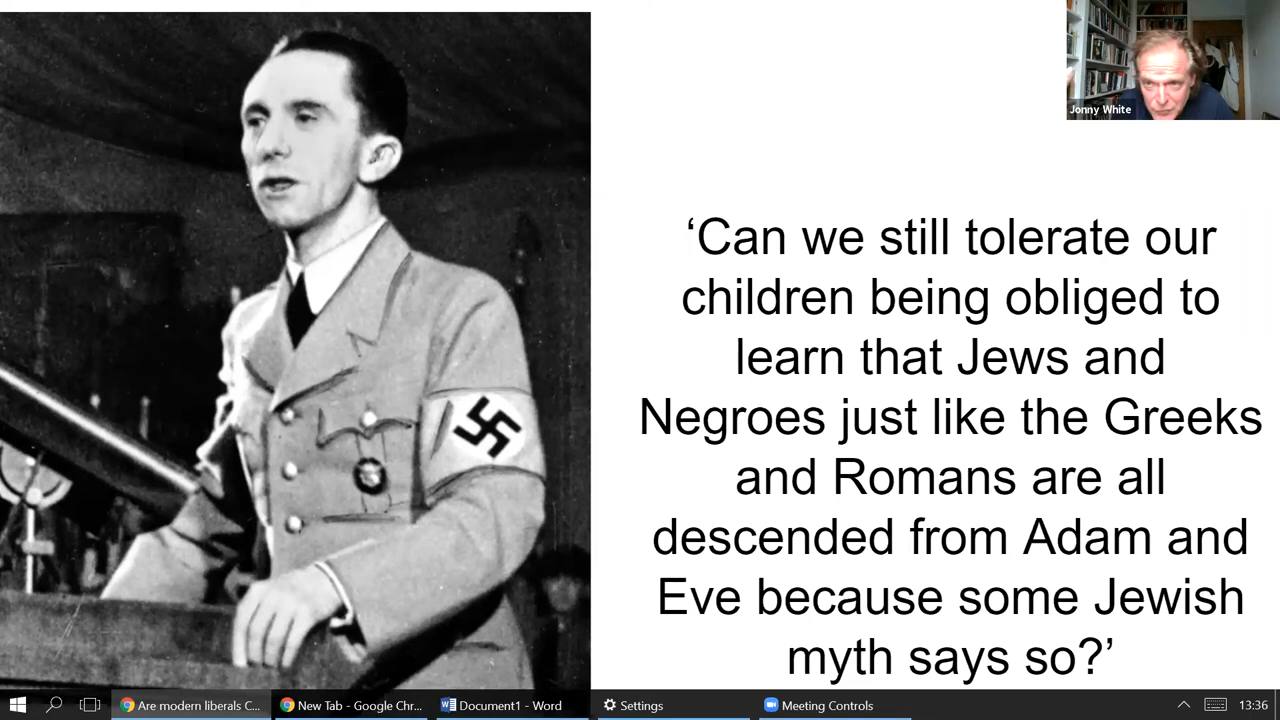 Jonny White
‘Can we still tolerate our
children being obliged to
learn that Jews and
Negroes just like the Greeks
and Romans are all
descended from Adam and
Eve because some Jewish
myth says so?’
Are modern liberals C...
New Tab - Google Chr...
Document1 - Word
Settings
Meeting Controls
13:36